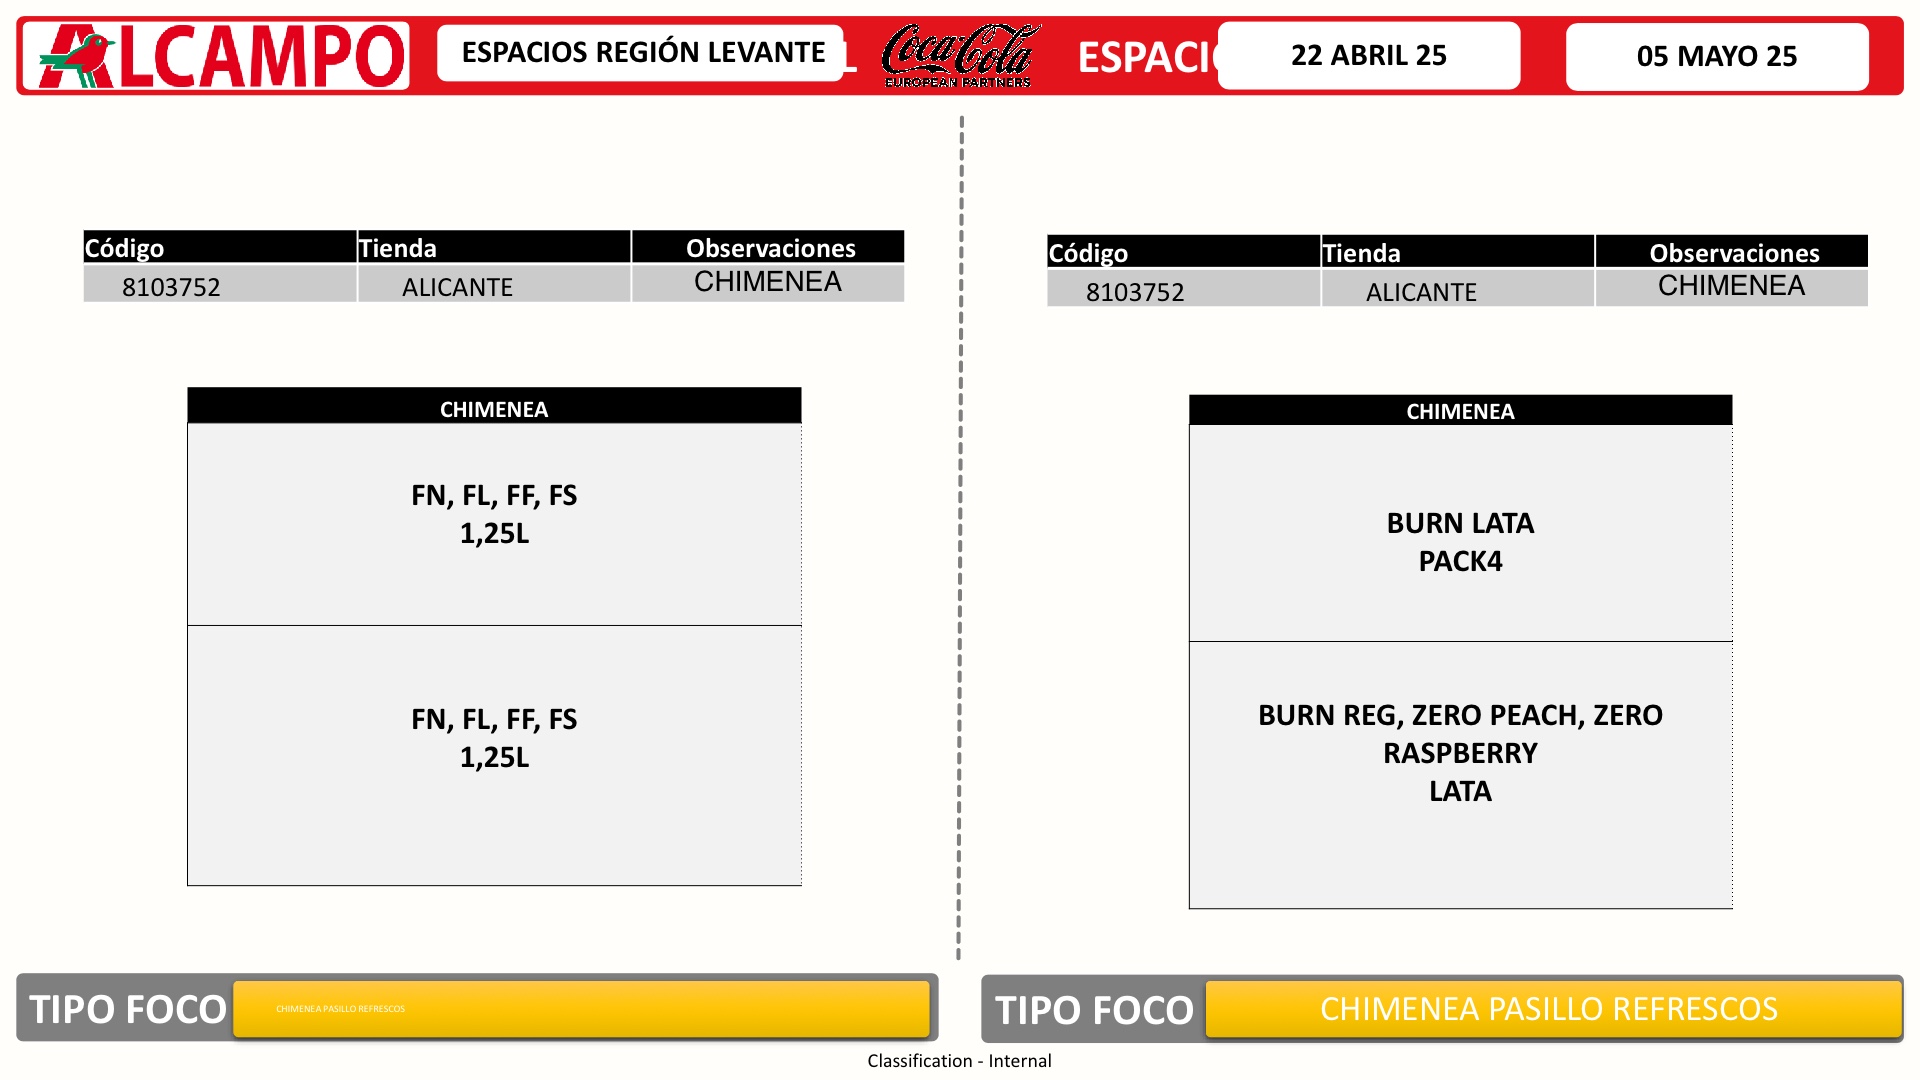 ALCAMPO
ESPACIOS REGIÓN LEVANTE
L
Coca-Cola
EUROPEAN PARTNERS
ESPACIO
22 ABRIL 25
05 MAYO 25
Código Tienda Observaciones
8103752 ALICANTE CHIMENEA
CHIMENEA
FN, FL, FF, FS
1,25L
FN, FL, FF, FS
1,25L
TIPO FOCO CHIMENEA PASILLO REFRESCOS
Código Tienda Observaciones
8103752 ALICANTE CHIMENEA
CHIMENEA
BURN LATA
PACK4
BURN REG, ZERO PEACH, ZERO
RASPBERRY
LATA
TIPO FOCO CHIMENEA PASILLO REFRESCOS
Classification - Internal